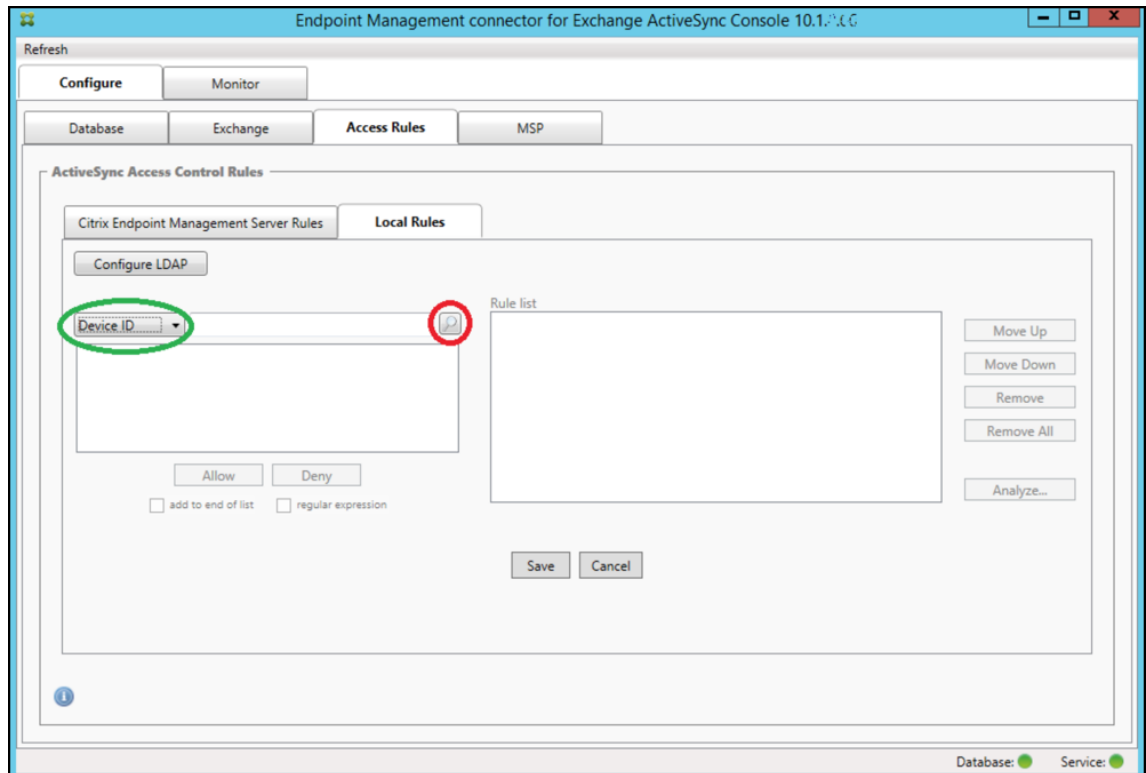 Endpoint Management connector for Exchange ActiveSync Console
Refresh
Configure Monitor
Database Exchange Access Rules MSP
ActiveSync Access Control Rules
Citrix Endpoint Management Server Rules Local Rules
Configure LDAP
Rule list
Device ID
Move Up
Move Down
Remove
Remove All
Allow Deny
Analyze...
add to end of list regular expression
Save Cancel
Database: Service: